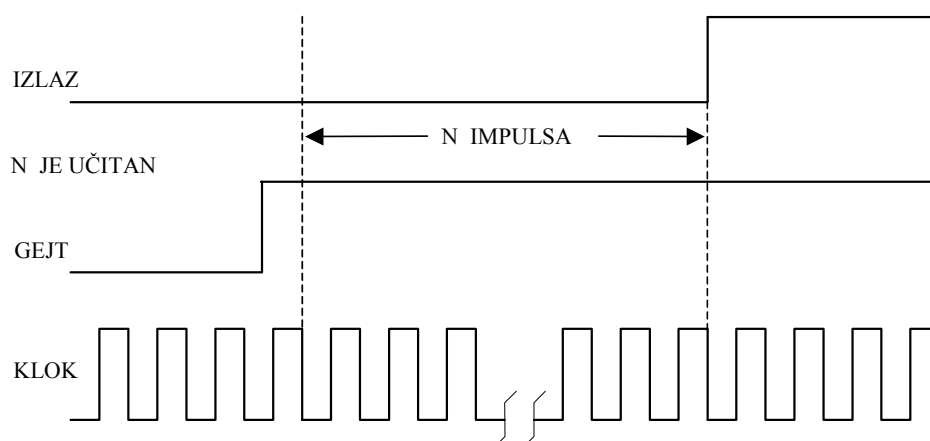 IZLAZ
N IMPULSA
N JE UČITAN
GEJT
KLOK